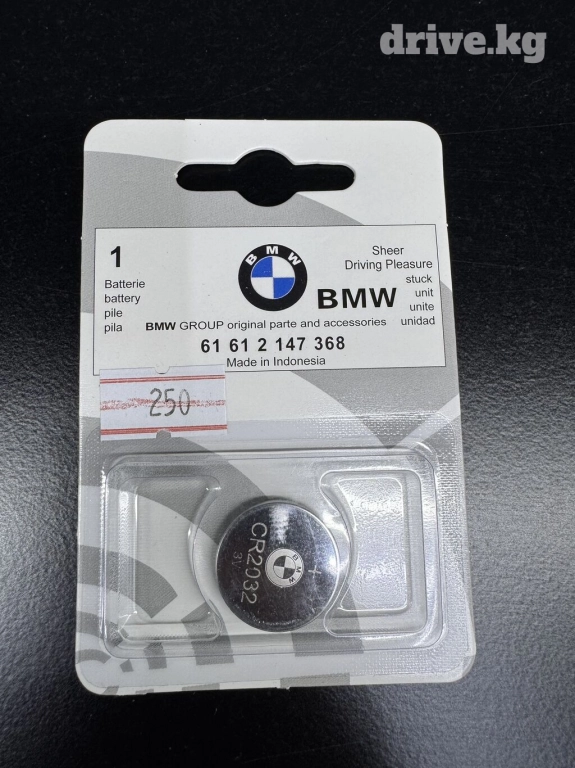 drive.kg
1
Batterie
battery
pile
pila
BMW
Sheer
Driving Pleasure
BMW
stuck
unit
unite
unidad
BMW GROUP original parte and accessories
61 61 2 147 368
Made in Indonesia
250
CR2032
3V
BMW
+